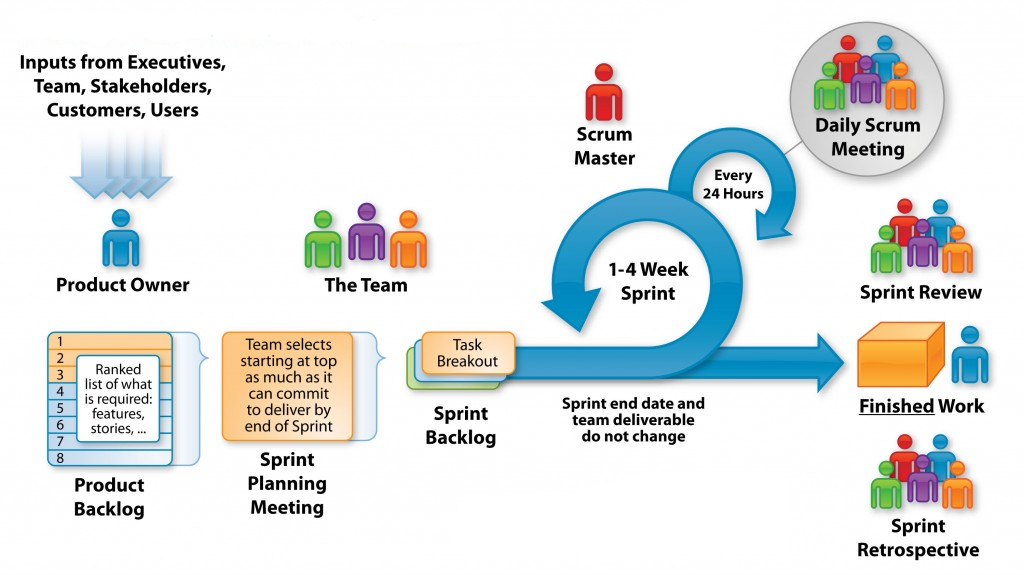 Inputs from Executives,
Team, Stakeholders,
Customers, Users
Product Owner
The Team
Scrum
Master
Every
24 Hours
Daily Scrum
Meeting
1-4 Week
Sprint
Sprint Review
1
2
3
4
5
6
7
8
Ranked
list of what
is required:
features,
stories, ...
Product
Backlog
Team selects
starting at top
as much as it
can commit
to deliver by
end of Sprint
Sprint
Planning
Meeting
Task
Breakout
Sprint
Backlog
Sprint end date and
team deliverable
do not change
Finished Work
Sprint
Retrospective